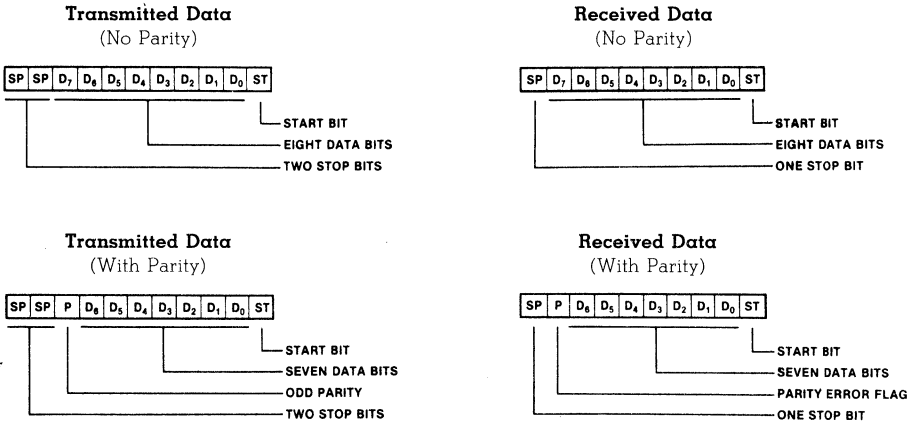 Transmitted Data
(No Parity)
SP SP D7 D6 D5 D4 D3 D2 D1 D0 ST
START BIT
EIGHT DATA BITS
TWO STOP BITS
Received Data
(No Parity)
SP D7 D6 D5 D4 D3 D2 D1 D0 ST
START BIT
EIGHT DATA BITS
ONE STOP BIT
Transmitted Data
(With Parity)
SP SP P D6 D5 D4 D3 D2 D1 D0 ST
START BIT
SEVEN DATA BITS
ODD PARITY
TWO STOP BITS
Received Data
(With Parity)
SP P D6 D5 D4 D3 D2 D1 D0 ST
START BIT
SEVEN DATA BITS
PARITY ERROR FLAG
ONE STOP BIT